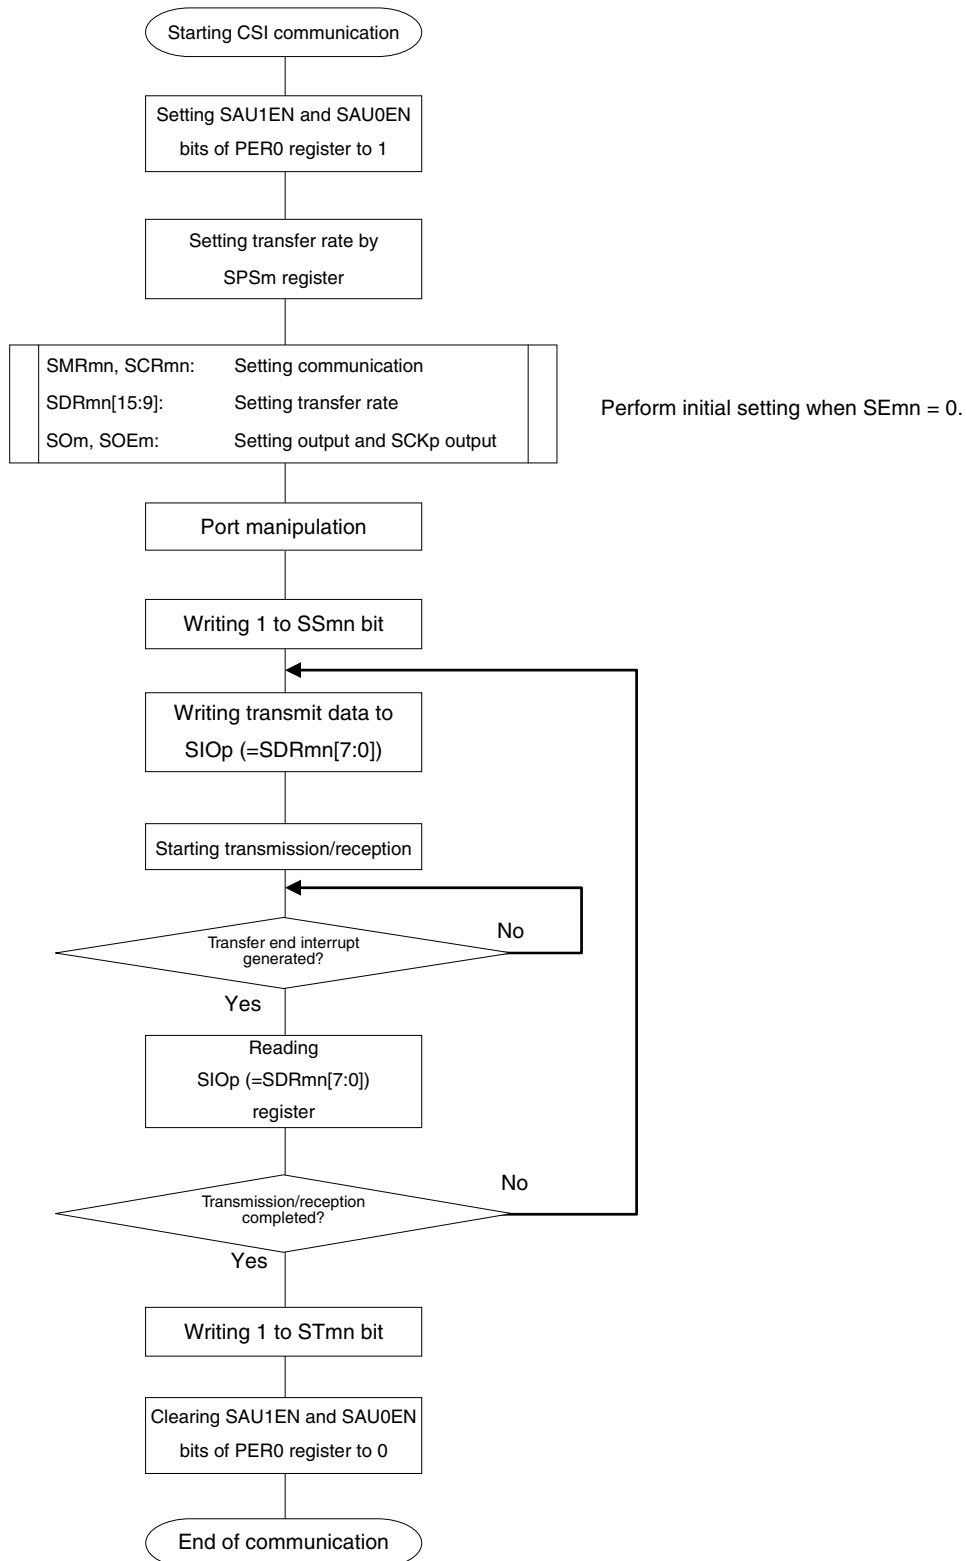 Starting CSI communication
Setting SAU1EN and SAU0EN
bits of PER0 register to 1
Setting transfer rate by
SPSm register
SMRmn, SCRmn: Setting communication
SDRmn[15:9]: Setting transfer rate
SOm, SOEm: Setting output and SCKp output
Perform initial setting when SEmn = 0.
Port manipulation
Writing 1 to SSmn bit
Writing transmit data to
SIOp (=SDRmn[7:0])
Starting transmission/reception
No
Transfer end interrupt
generated?
Yes
Reading
SIOp (=SDRmn[7:0])
register
No
Transmission/reception
completed?
Yes
Writing 1 to STmn bit
Clearing SAU1EN and SAU0EN
bits of PER0 register to 0
End of communication